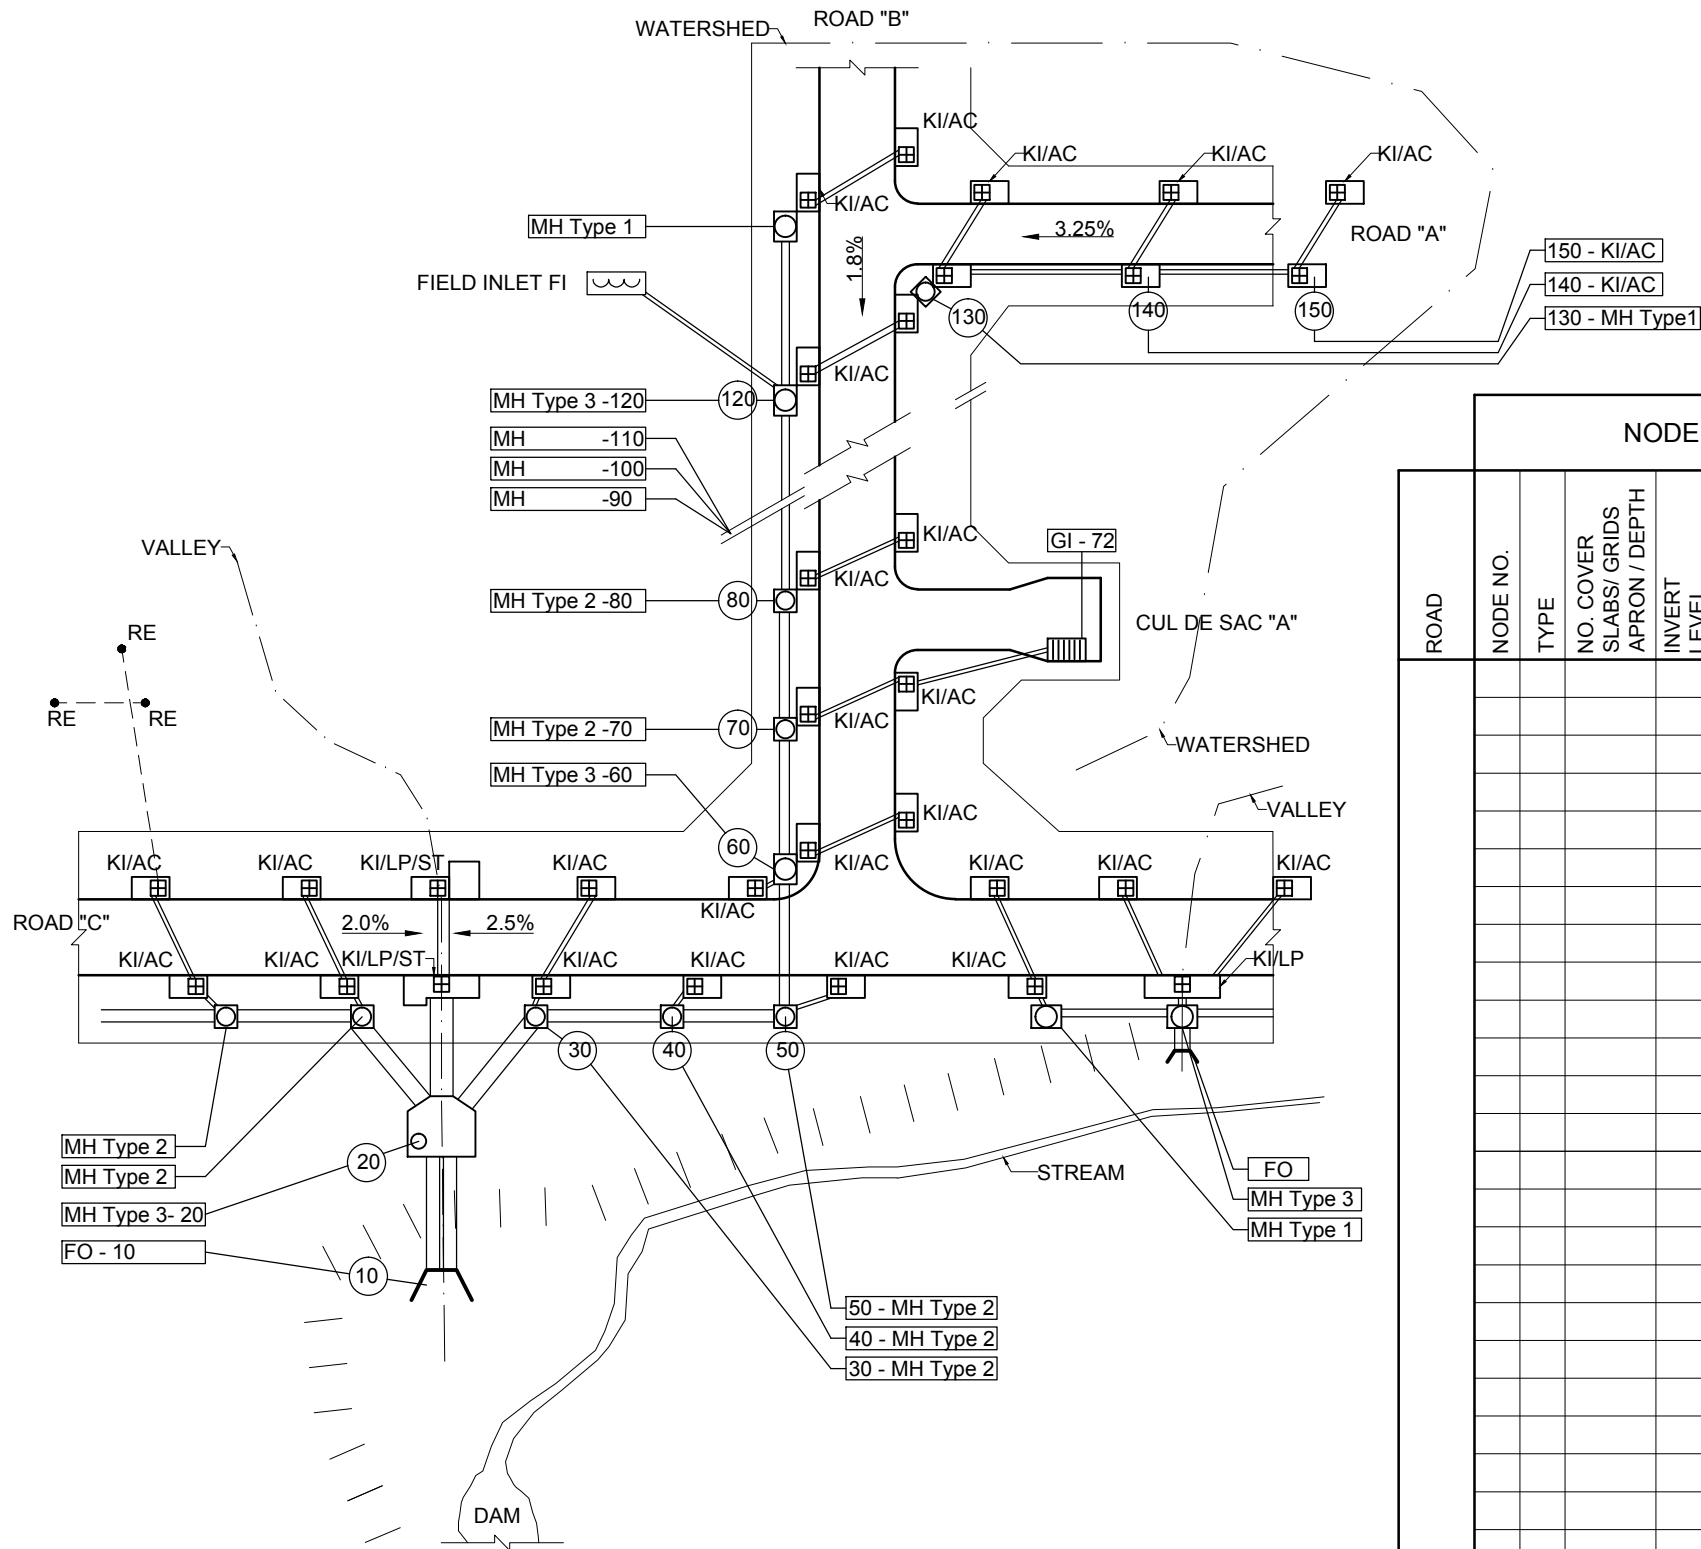 ROAD "B"
WATERSHED
KI/AC
KI/AC
KI/AC
KI/AC
KI/AC
MH Type 1
3.25%
ROAD "A"
1.8%
150 - KI/AC
FIELD INLET FI
140 - KI/AC
130
140
150
130 - MH Type1
KI/AC
MH Type 3 -120
120
MH -110
MH -100
MH -90
NODE
ROAD
NODE NO.
TYPE
NO. COVER
SLABS/ GRIDS
APRON / DEPTH
INVERT
LEVEL
VALLEY
KI/AC
GI - 72
KI/AC
MH Type 2 -80
80
CUL DE SAC "A"
RE
RE
RE
KI/AC
KI/AC
MH Type 2 -70
70
WATERSHED
MH Type 3 -60
VALLEY
KI/AC
60
KI/AC
KI/AC
KI/LP/ST
KI/AC
KI/AC
KI/AC
KI/AC
KI/AC
KI/AC
ROAD "C"
2.0%
2.5%
KI/AC
KI/AC
KI/LP/ST
KI/AC
KI/AC
KI/AC
KI/AC
KI/LP
30
40
50
MH Type 2
MH Type 2
20
STREAM
FO
MH Type 3- 20
MH Type 3
MH Type 1
FO - 10
10
50 - MH Type 2
40 - MH Type 2
30 - MH Type 2
DAM